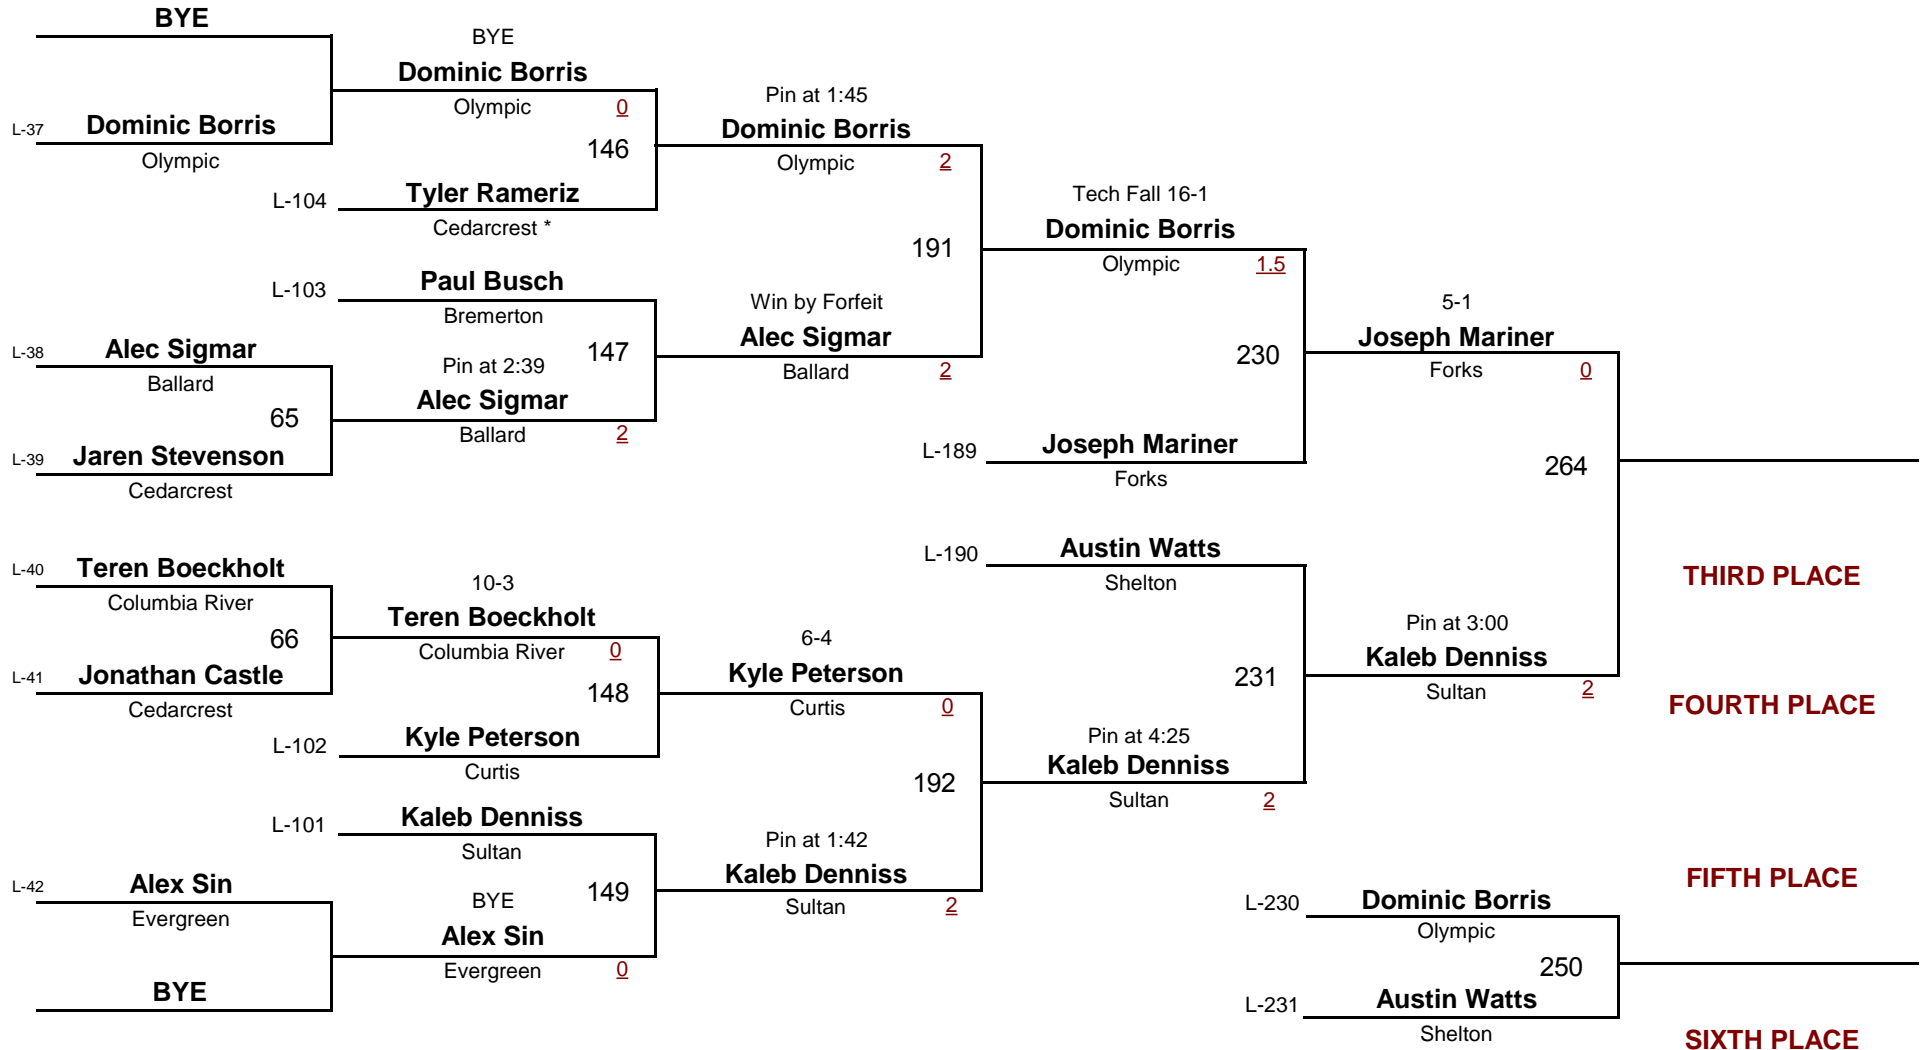 BYE
L-37 Dominic Borris
Olympic
BYE
Dominic Borris
Olympic 0
146
L-104 Tyler Rameriz
Cedarcrest *
L-103 Paul Busch
Bremerton
147
L-38 Alec Sigmar
Ballard
65
L-39 Jaren Stevenson
Cedarcrest
Pin at 2:39
Alec Sigmar
Ballard 2
L-40 Teren Boeckholt
Columbia River
66
L-41 Jonathan Castle
Cedarcrest
10-3
Teren Boeckholt
Columbia River 0
148
L-102 Kyle Peterson
Curtis
L-101 Kaleb Denniss
Sultan
149
L-42 Alex Sin
Evergreen
BYE
BYE
Alex Sin
Evergreen 0
Pin at 1:45
Dominic Borris
Olympic 2
191
Win by Forfeit
Alec Sigmar
Ballard 2
6-4
Kyle Peterson
Curtis 0
192
Pin at 1:42
Kaleb Denniss
Sultan 2
Tech Fall 16-1
Dominic Borris
Olympic 1.5
230
L-189 Joseph Mariner
Forks
L-190 Austin Watts
Shelton
231
Pin at 4:25
Kaleb Denniss
Sultan 2
5-1
Joseph Mariner
Forks 0
264
Pin at 3:00
Kaleb Denniss
Sultan 2
THIRD PLACE
FOURTH PLACE
L-230 Dominic Borris
Olympic
250
L-231 Austin Watts
Shelton
FIFTH PLACE
SIXTH PLACE